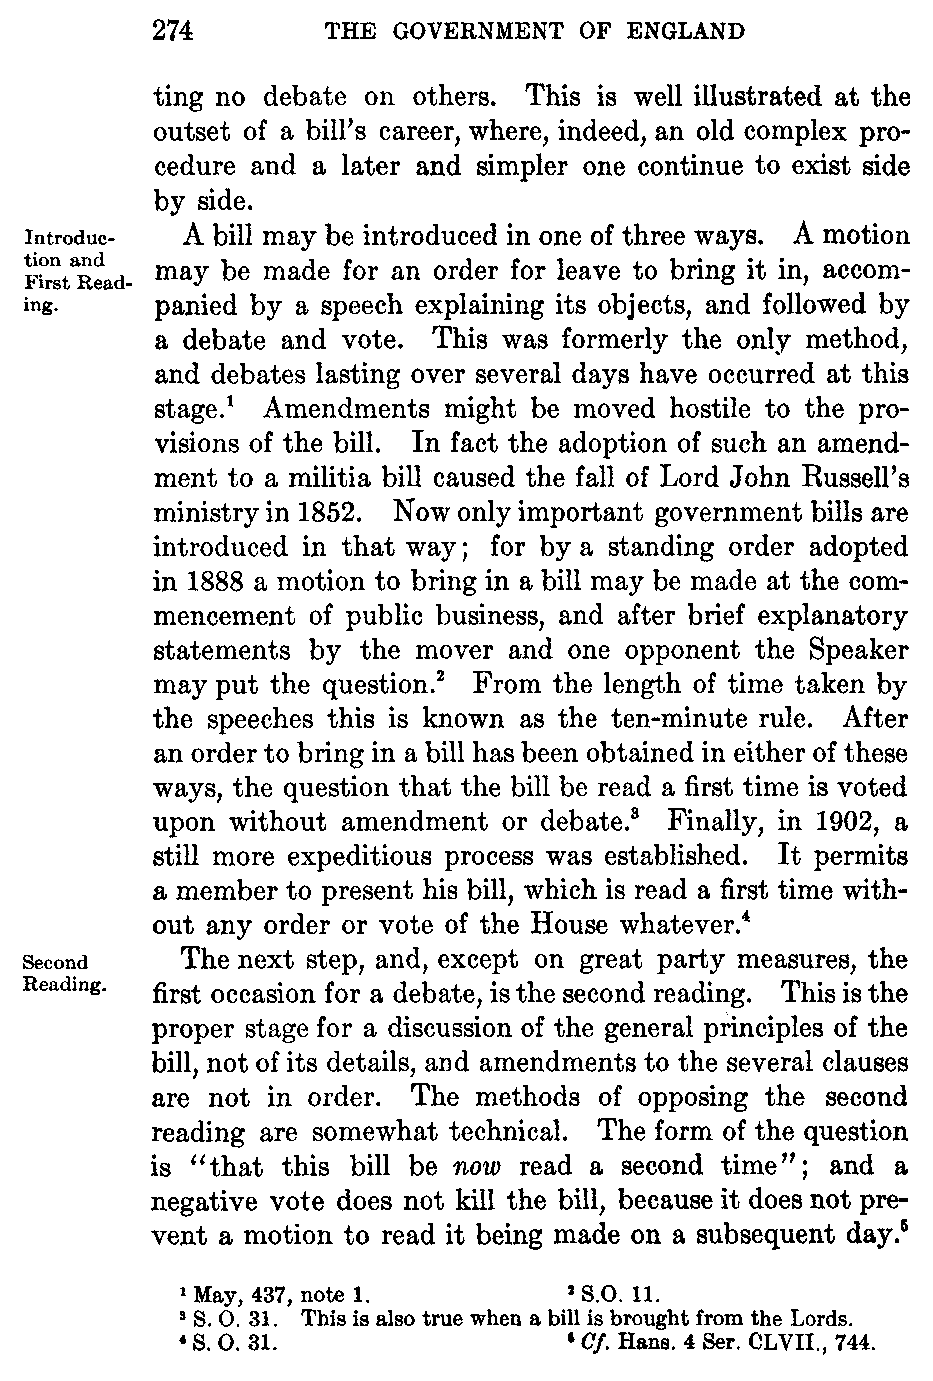 274 THE GOVERNMENT OF ENGLAND
ting no debate on others. This is well illustrated at the
outset of a bill's career, where, indeed, an old complex pro-
cedure and a later and simpler one continue to exist side
by side.
Introduc-
tion and
First Read-
ing.
A bill may be introduced in one of three ways. A motion
may be made for an order for leave to bring it in, accom-
panied by a speech explaining its objects, and followed by
a debate and vote. This was formerly the only method,
and debates lasting over several days have occurred at this
stage.¹ Amendments might be moved hostile to the pro-
visions of the bill. In fact the adoption of such an amend-
ment to a militia bill caused the fall of Lord John Russell's
ministry in 1852. Now only important government bills are
introduced in that way; for by a standing order adopted
in 1888 a motion to bring in a bill may be made at the com-
mencement of public business, and after brief explanatory
statements by the mover and one opponent the Speaker
may put the question.² From the length of time taken by
the speeches this is known as the ten-minute rule. After
an order to bring in a bill has been obtained in either of these
ways, the question that the bill be read a first time is voted
upon without amendment or debate.³ Finally, in 1902, a
still more expeditious process was established. It permits
a member to present his bill, which is read a first time with-
out any order or vote of the House whatever.⁴
Second
Reading.
The next step, and, except on great party measures, the
first occasion for a debate, is the second reading. This is the
proper stage for a discussion of the general principles of the
bill, not of its details, and amendments to the several clauses
are not in order. The methods of opposing the second
reading are somewhat technical. The form of the question
is "that this bill be now read a second time"; and a
negative vote does not kill the bill, because it does not pre-
vent a motion to read it being made on a subsequent day.⁵
¹ May, 437, note 1. ² S.O. 11.
³ S. O. 31. This is also true when a bill is brought from the Lords.
⁴ S. O. 31. ⁵ Cf. Hans. 4 Ser. CLVII., 744.